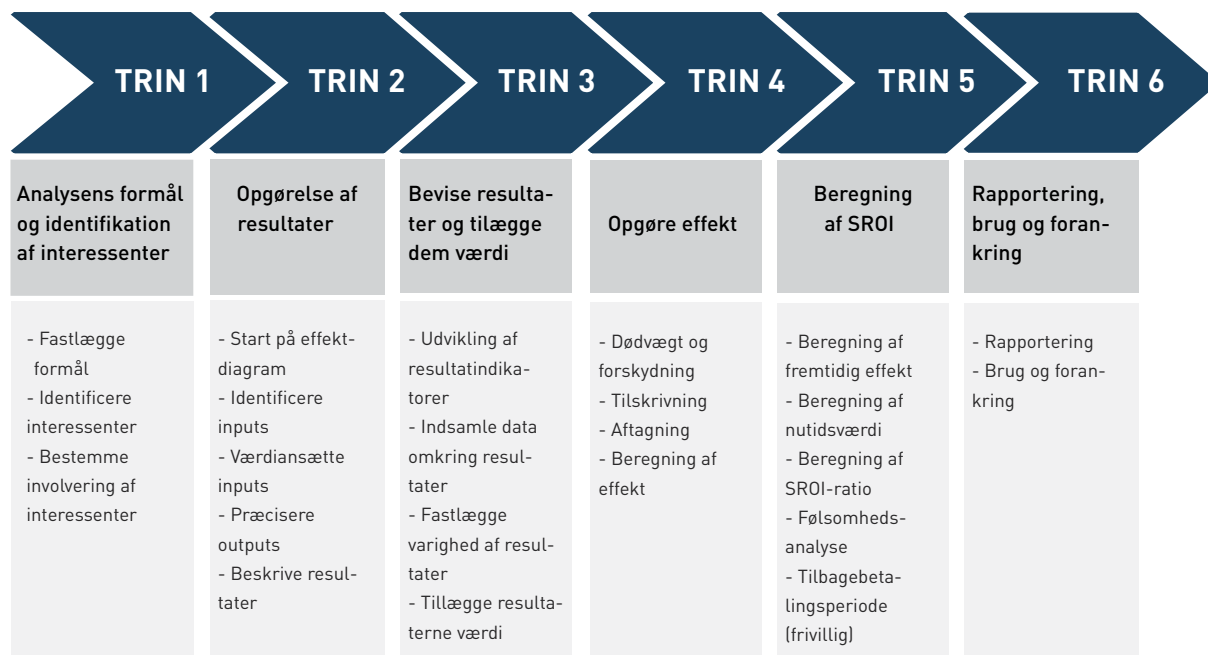 TRIN 1
TRIN 2
TRIN 3
TRIN 4
TRIN 5
TRIN 6
Analysens formål
og identifikation
af interessenter
Opgørelse af
resultater
Bevise resulta-
ter og tilægge
dem værdi
Opgøre effekt
Beregning
af SROI
Rapportering,
brug og foran-
kring
- Fastlægge
formål
- Identificere
interessenter
- Bestemme
involvering af
interessenter
- Start på effekt-
diagram
- Identificere
inputs
- Værdiansætte
inputs
- Præcisere
outputs
- Beskrive resul-
tater
- Udvikling af
resultatindika-
torer
- Indsamle data
omkring resul-
tater
- Fastlægge
varighed af resul-
tater
- Tillægge resulta-
terne værdi
- Dødvægt og
forskydning
- Tilskrivning
- Aftagning
- Beregning af
effekt
- Beregning af
fremtidig effekt
- Beregning af
nutidsværdi
- Beregning af
SROI-ratio
- Følsomheds-
analyse
- Tilbagebeta-
lingsperiode
(frivillig)
- Rapportering
- Brug og foran-
kring